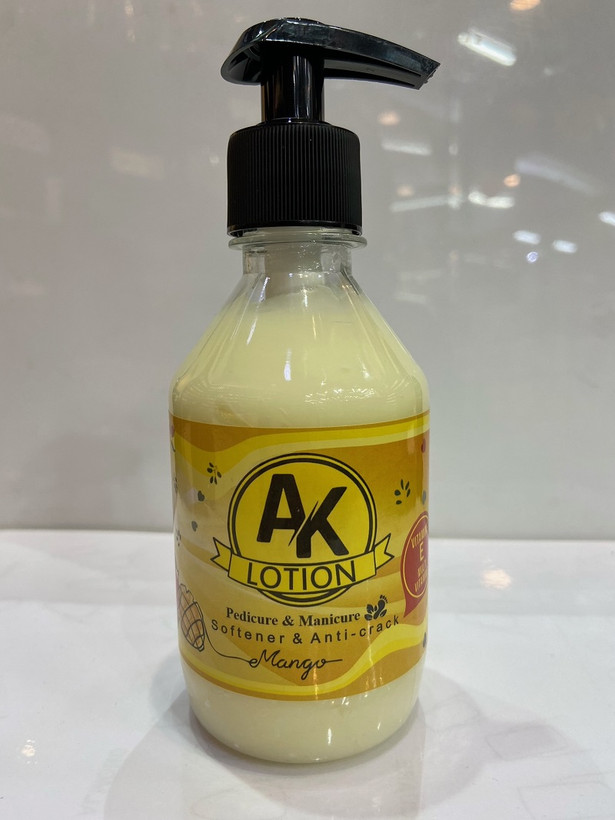 AK
LOTION
Pedicure & Manicure
Softener & Anti-crack
Mango
VITAMIN
E